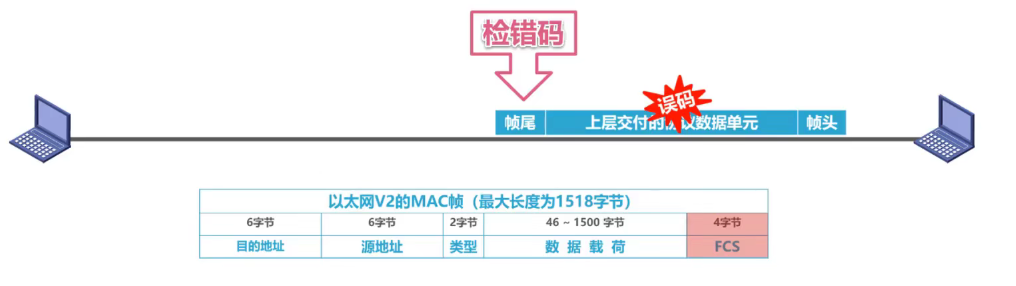 检错码
误码
帧尾 上层交付的协议数据单元 帧头
以太网V2的MAC帧（最大长度为1518字节）
6字节 6字节 2字节 46 ~ 1500 字节 4字节
目的地址 源地址 类型 数 据 载 荷 FCS